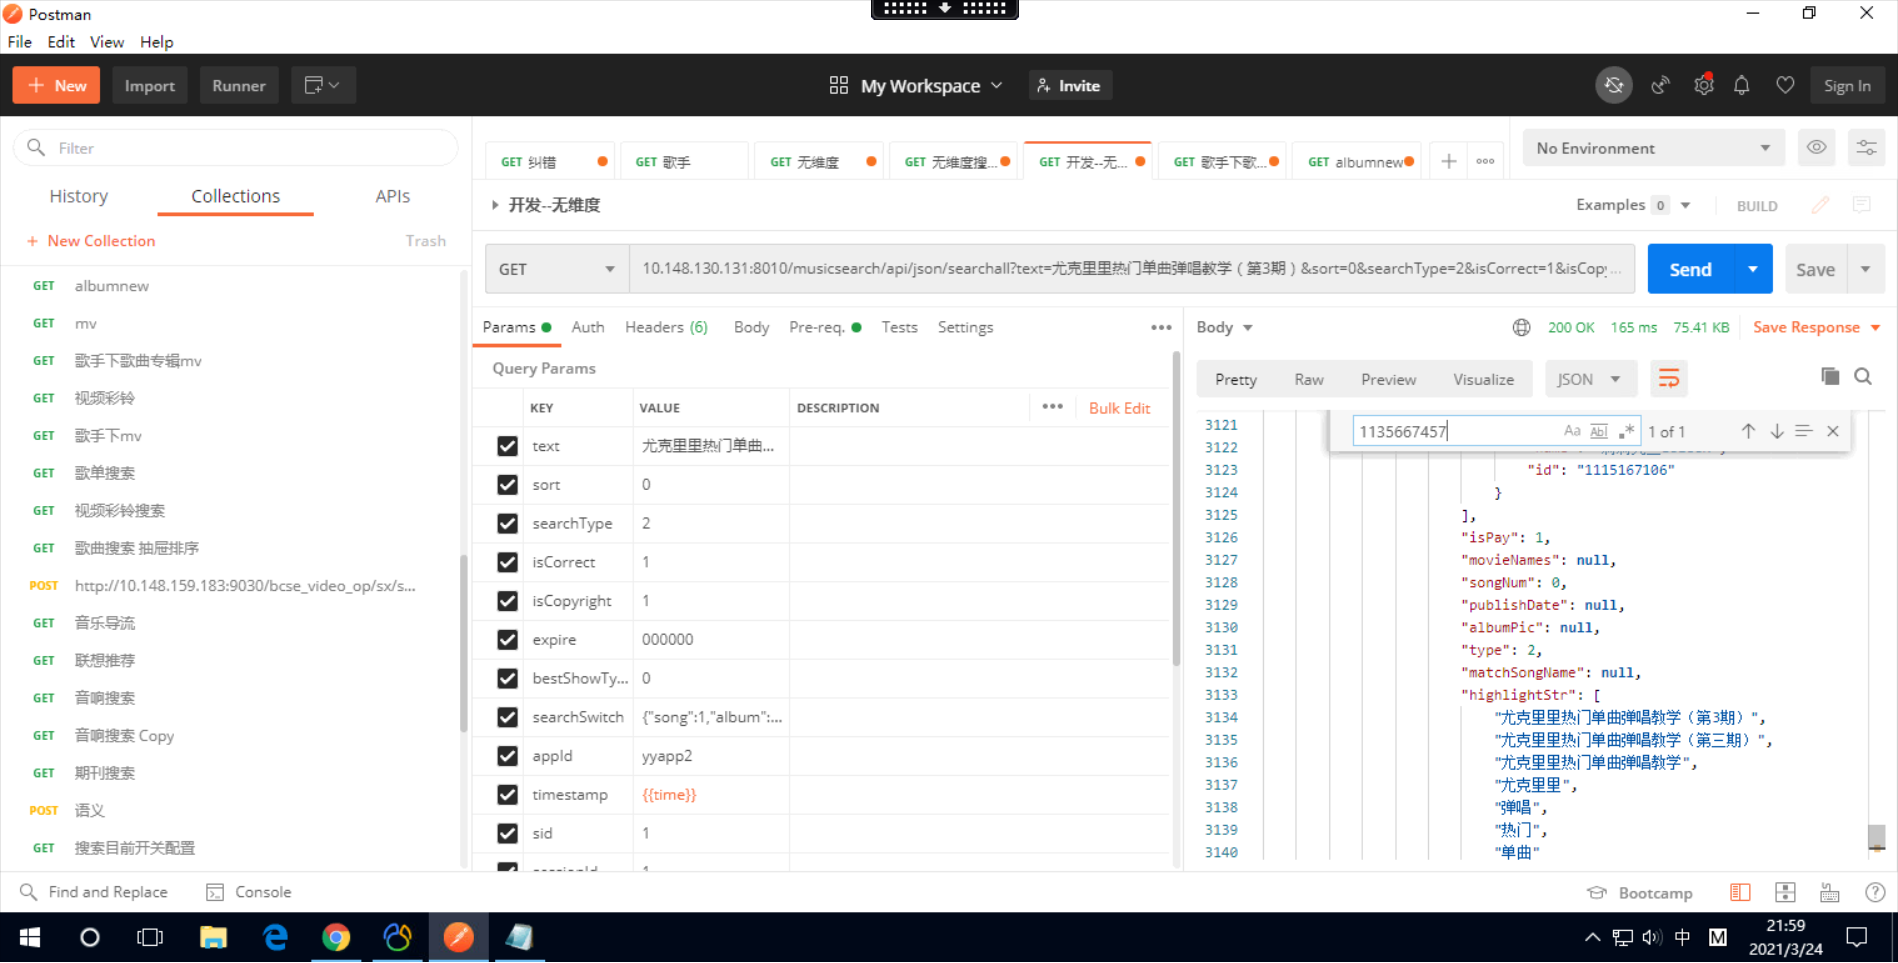 Postman
File Edit View Help
New Import Runner My Workspace Invite Sign In
Filter
History Collections APIs
+ New Collection Trash
GET albumnew
GET mv
GET 歌手下歌曲专辑mv
GET 视频彩铃
GET 歌手下mv
GET 歌单搜索
GET 视频彩铃搜索
GET 歌曲搜索 抽屉排序
POST http://10.148.159.183:9030/bcse_video_op/sx/s...
GET 音乐导流
GET 联想推荐
GET 音响搜索
GET 音响搜索 Copy
GET 期刊搜索
POST 语义
GET 搜索目前开关配置
GET 纠错 GET 歌手 GET 无维度 GET 无维度搜... GET 开发--无... GET 歌手下歌... GET albumnew
No Environment
开发--无维度
Examples 0 BUILD
GET 10.148.130.131:8010/musicsearch/api/json/searchall?text=尤克里里热门单曲弹唱教学（第3期）&sort=0&searchType=2&isCorrect=1&isCopy...
Send Save
Params Auth Headers (6) Body Pre-req. Tests Settings
Query Params
KEY VALUE DESCRIPTION Bulk Edit
text 尤克里里热门单曲...
sort 0
searchType 2
isCorrect 1
isCopyright 1
expire 000000
bestShowTy... 0
searchSwitch {"song":1,"album":...
appId yyapp2
timestamp {{time}}
sid 1
Body 200 OK 165 ms 75.41 KB Save Response
Pretty Raw Preview Visualize JSON
1135667457 Aa Abl .* 1 of 1
3121
3122
3123 "id": "1115167106"
3124 }
3125 ],
3126 "isPay": 1,
3127 "movieNames": null,
3128 "songNum": 0,
3129 "publishDate": null,
3130 "albumPic": null,
3131 "type": 2,
3132 "matchSongName": null,
3133 "highlightStr": [
3134 "尤克里里热门单曲弹唱教学（第3期）",
3135 "尤克里里热门单曲弹唱教学（第三期）",
3136 "尤克里里热门单曲弹唱教学",
3137 "尤克里里",
3138 "弹唱",
3139 "热门",
3140 "单曲"
Find and Replace Console Bootcamp
中 M
21:59
2021/3/24